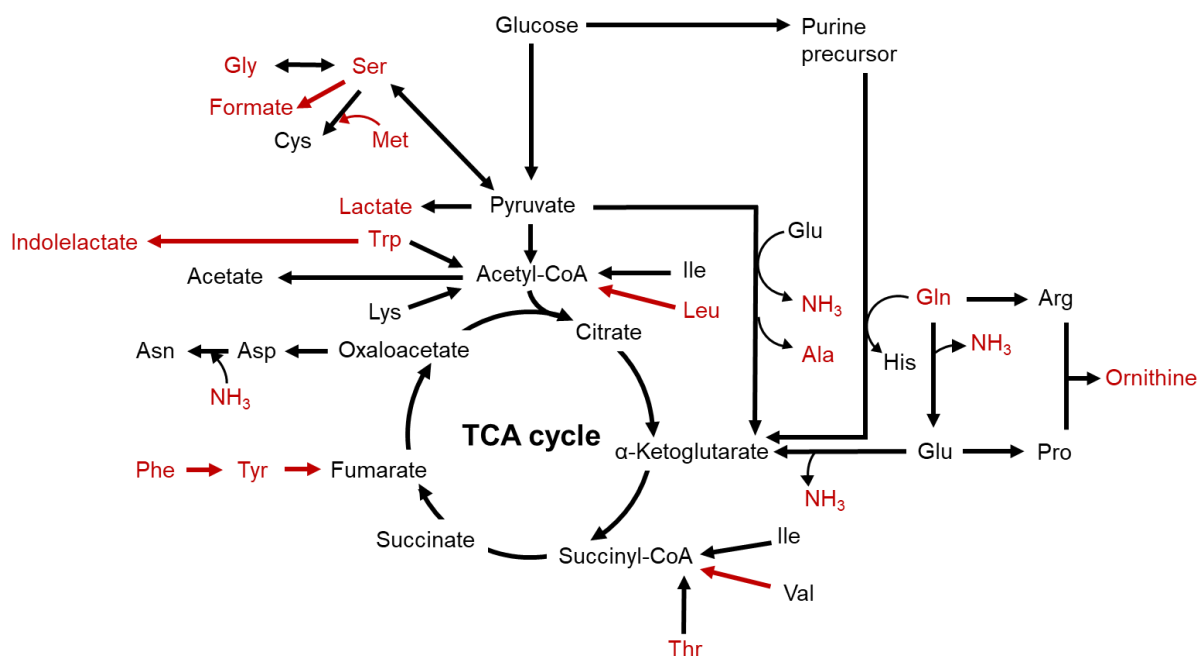 Glucose
Purine
precursor
Gly
Ser
Formate
Cys
Met
Lactate
Pyruvate
Indolelactate
Trp
Glu
Acetate
Acetyl-CoA
Ile
Lys
Leu
NH₃
Gln
Arg
Citrate
Asn
Asp
Oxaloacetate
Ala
His
NH₃
NH₃
Ornithine
TCA cycle
Phe
Tyr
Fumarate
α-Ketoglutarate
Glu
Pro
NH₃
Succinate
Succinyl-CoA
Ile
Val
Thr